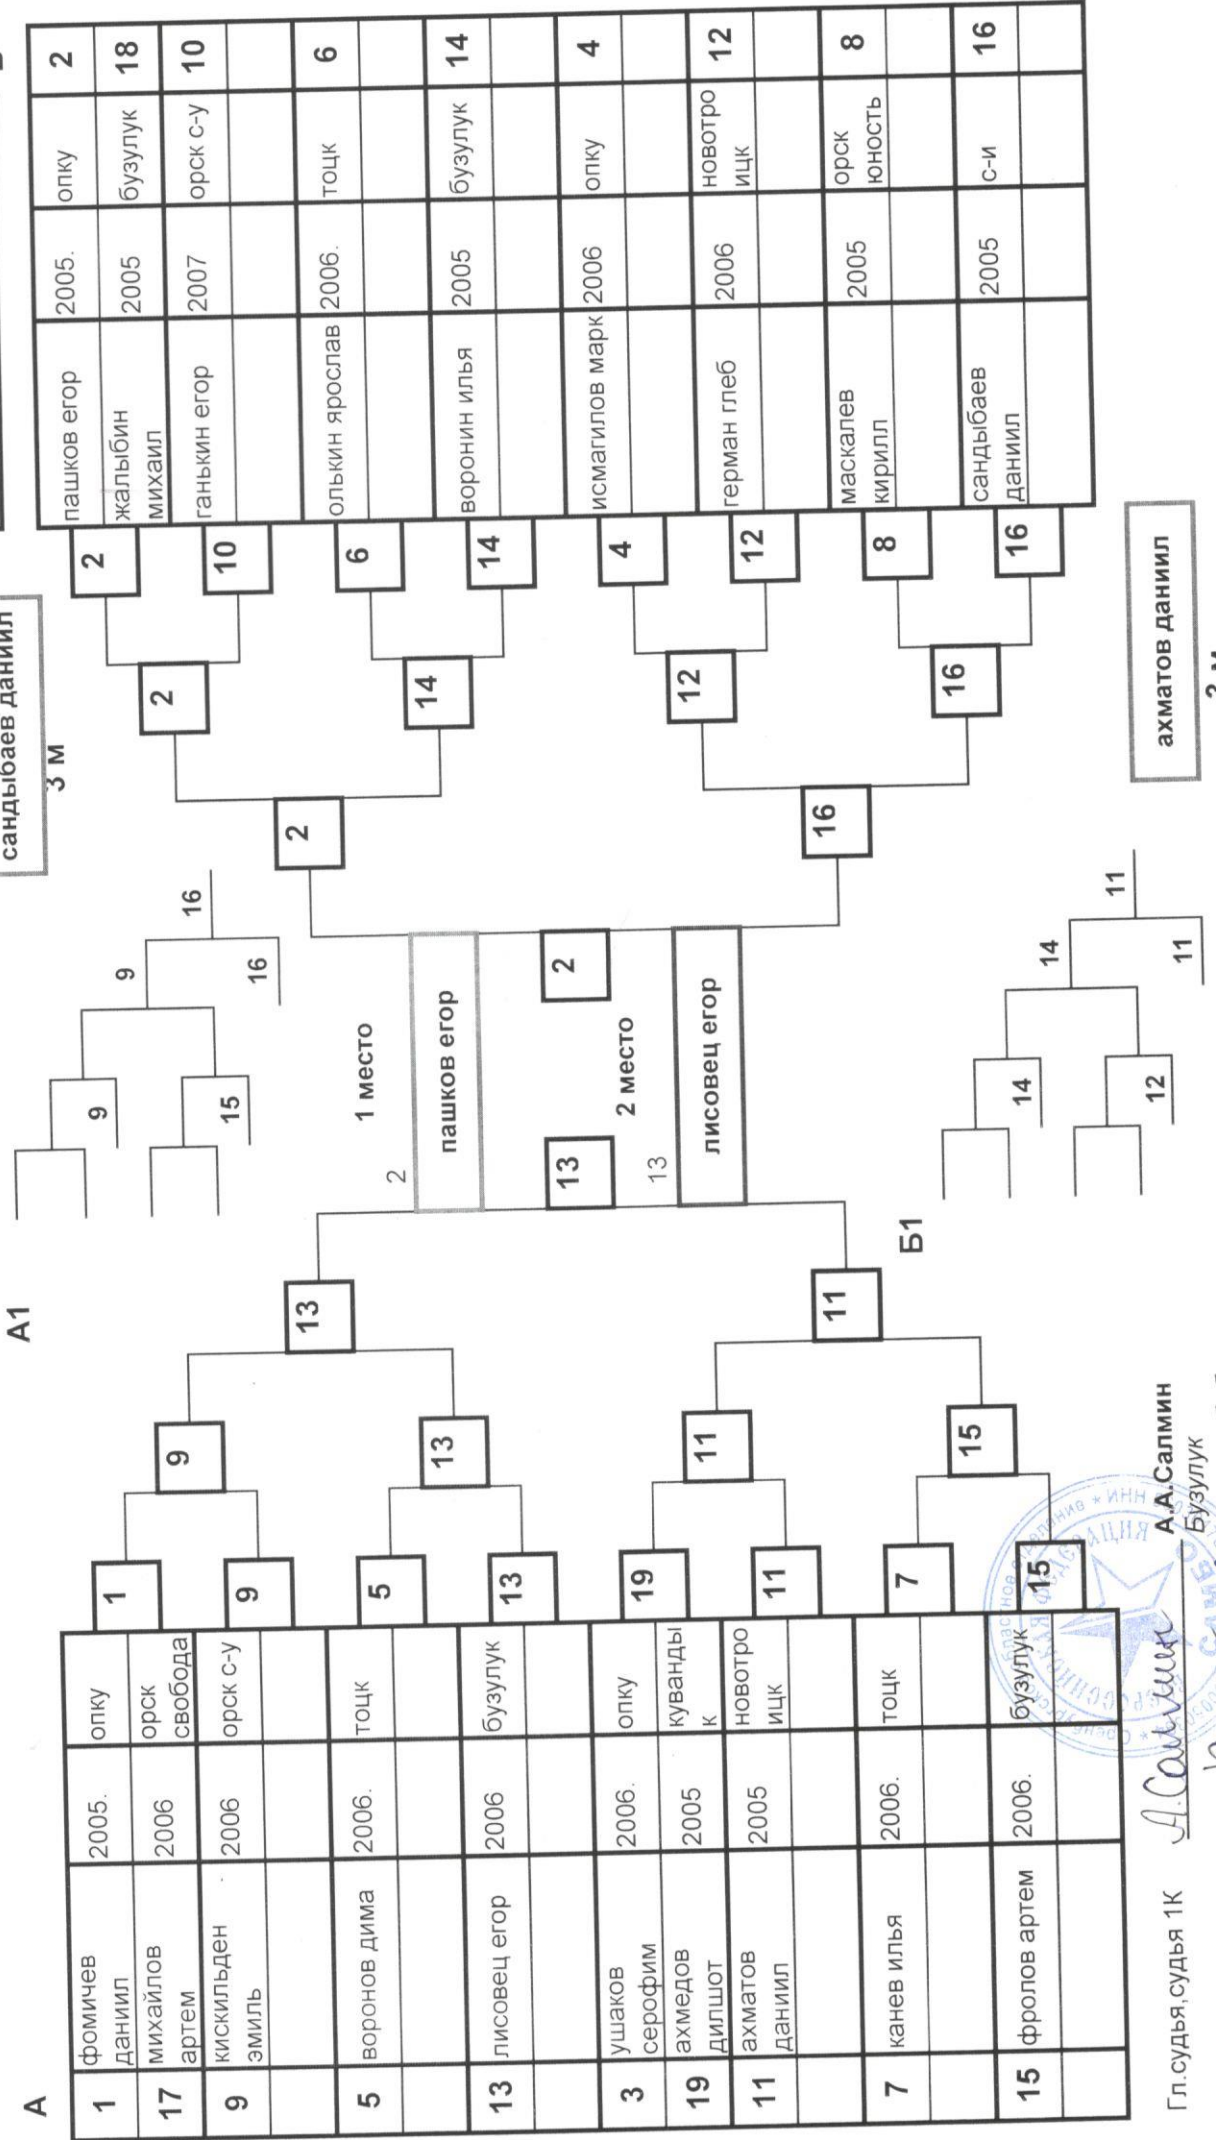 А
1 фомичев 2005. опку
даниил
17 михайлов 2006 орск
артем свобода
9 кискильден 2006 орск с-у
эмиль
5 воронов дима 2006. тоцк
13 лисовец егор 2006 бузулук
3 ушаков 2006. опку
серофим
19 ахмедов 2005 куванды
дилшот к
11 ахматов 2005 новотро
даниил ицк
7 канев илья 2006. тоцк
15 фролов артем 2006. бузулук
1
9
5
13
19
11
7
15
9
13
11
15
13
11
А1
9
15
9
16
16
1 место
2
пашков егор
13
2
2 место
13
лисовец егор
Б1
14
12
14
11
11
сандыбаев даниил
3 м
ахматов даниил
2
16
2
14
12
16
2
10
6
14
4
12
8
16
пашков егор 2005. опку 2
жалыбин 2005 бузулук 18
михаил
ганькин егор 2007 орск с-у 10
олькин ярослав 2006. тоцк 6
воронин илья 2005 бузулук 14
исмагилов марк 2006 опку 4
герман глеб 2006 новотро 12
ицк
маскалев 2005 орск 8
кирилл юность
сандыбаев 2005 с-и 16
даниил
Гл.судья,судья 1К А.Салмин А.А.Салмин
Бузулук